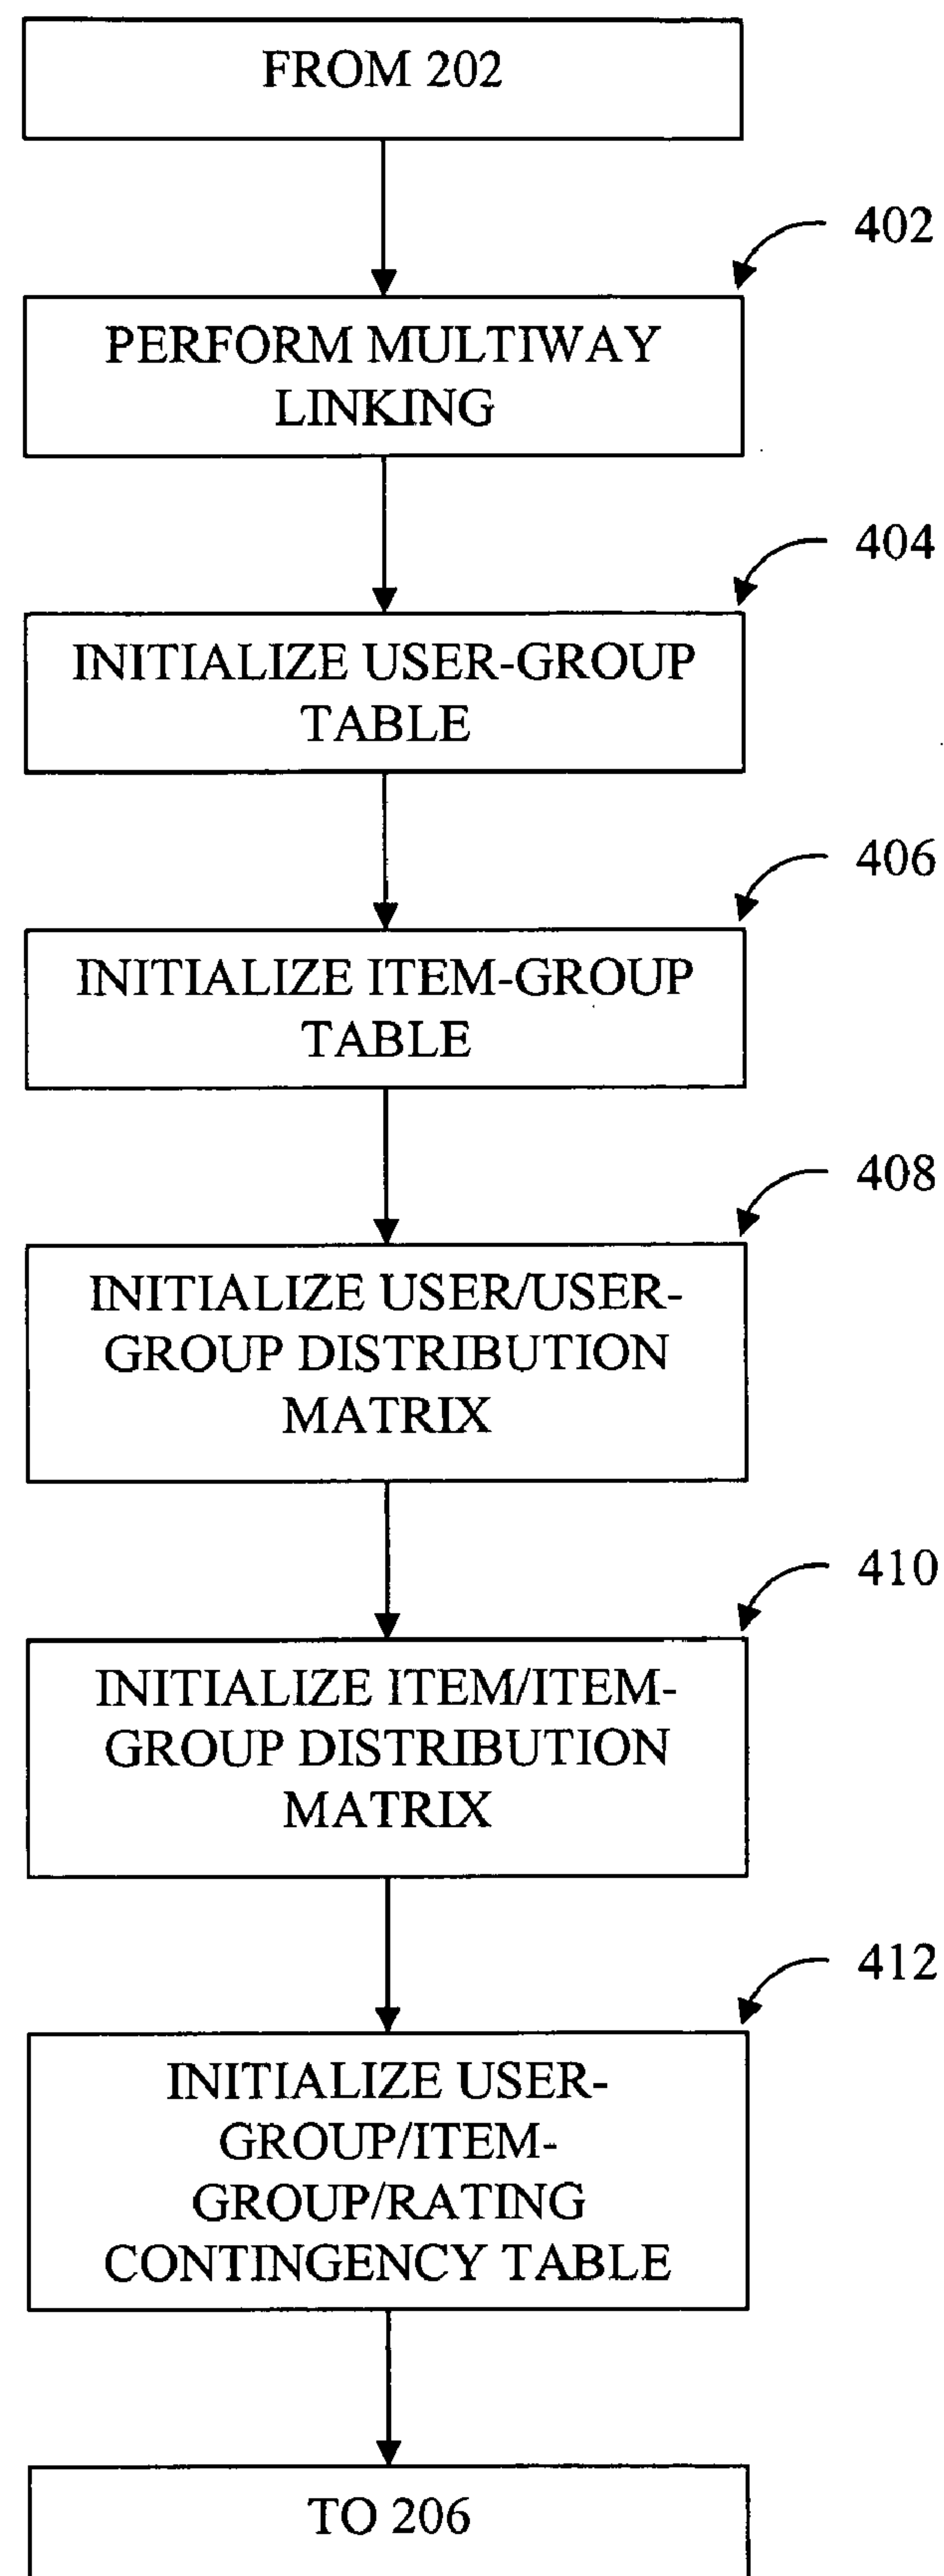 FROM 202
402
PERFORM MULTIWAY
LINKING
404
INITIALIZE USER-GROUP
TABLE
406
INITIALIZE ITEM-GROUP
TABLE
408
INITIALIZE USER/USER-
GROUP DISTRIBUTION
MATRIX
410
INITIALIZE ITEM/ITEM-
GROUP DISTRIBUTION
MATRIX
412
INITIALIZE USER-
GROUP/ITEM-
GROUP/RATING
CONTINGENCY TABLE
TO 206